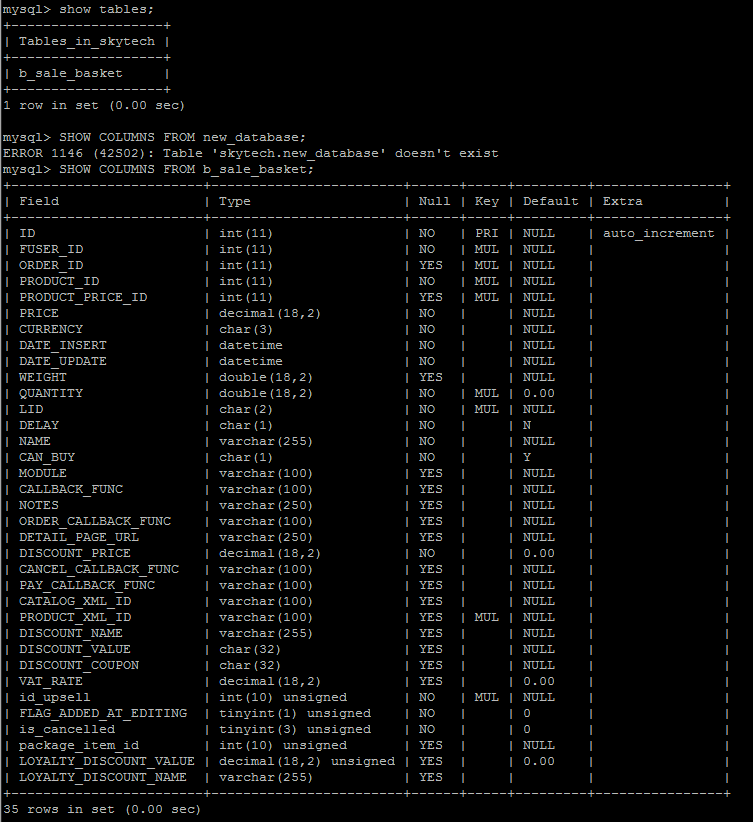 mysql> show tables;
+-------------------+
| Tables_in_skytech |
+-------------------+
| b_sale_basket     |
+-------------------+
1 row in set (0.00 sec)

mysql> SHOW COLUMNS FROM new_database;
ERROR 1146 (42S02): Table 'skytech.new_database' doesn't exist
mysql> SHOW COLUMNS FROM b_sale_basket;
+------------------------+------------------------+------+-----+---------+----------------+
| Field                  | Type                   | Null | Key | Default | Extra          |
+------------------------+------------------------+------+-----+---------+----------------+
| ID                     | int(11)                | NO   | PRI | NULL    | auto_increment |
| FUSER_ID               | int(11)                | NO   | MUL | NULL    |                |
| ORDER_ID               | int(11)                | YES  | MUL | NULL    |                |
| PRODUCT_ID             | int(11)                | NO   | MUL | NULL    |                |
| PRODUCT_PRICE_ID       | int(11)                | YES  | MUL | NULL    |                |
| PRICE                  | decimal(18,2)          | NO   |     | NULL    |                |
| CURRENCY               | char(3)                | NO   |     | NULL    |                |
| DATE_INSERT            | datetime               | NO   |     | NULL    |                |
| DATE_UPDATE            | datetime               | NO   |     | NULL    |                |
| WEIGHT                 | double(18,2)           | YES  |     | NULL    |                |
| QUANTITY               | double(18,2)           | NO   | MUL | 0.00    |                |
| LID                    | char(2)                | NO   | MUL | NULL    |                |
| DELAY                  | char(1)                | NO   |     | N       |                |
| NAME                   | varchar(255)           | NO   |     | NULL    |                |
| CAN_BUY                | char(1)                | NO   |     | Y       |                |
| MODULE                 | varchar(100)           | YES  |     | NULL    |                |
| CALLBACK_FUNC          | varchar(100)           | YES  |     | NULL    |                |
| NOTES                  | varchar(250)           | YES  |     | NULL    |                |
| ORDER_CALLBACK_FUNC    | varchar(100)           | YES  |     | NULL    |                |
| DETAIL_PAGE_URL        | varchar(250)           | YES  |     | NULL    |                |
| DISCOUNT_PRICE         | decimal(18,2)          | NO   |     | 0.00    |                |
| CANCEL_CALLBACK_FUNC   | varchar(100)           | YES  |     | NULL    |                |
| PAY_CALLBACK_FUNC      | varchar(100)           | YES  |     | NULL    |                |
| CATALOG_XML_ID         | varchar(100)           | YES  |     | NULL    |                |
| PRODUCT_XML_ID         | varchar(100)           | YES  | MUL | NULL    |                |
| DISCOUNT_NAME          | varchar(255)           | YES  |     | NULL    |                |
| DISCOUNT_VALUE         | char(32)               | YES  |     | NULL    |                |
| DISCOUNT_COUPON        | char(32)               | YES  |     | NULL    |                |
| VAT_RATE               | decimal(18,2)          | YES  |     | 0.00    |                |
| id_upsell              | int(10) unsigned       | NO   | MUL | NULL    |                |
| FLAG_ADDED_AT_EDITING  | tinyint(1) unsigned    | NO   |     | 0       |                |
| is_cancelled           | tinyint(3) unsigned    | NO   |     | 0       |                |
| package_item_id        | int(10) unsigned       | YES  |     | NULL    |                |
| LOYALTY_DISCOUNT_VALUE | decimal(18,2) unsigned | YES  |     | 0.00    |                |
| LOYALTY_DISCOUNT_NAME  | varchar(255)           | YES  |     |         |                |
+------------------------+------------------------+------+-----+---------+----------------+
35 rows in set (0.00 sec)